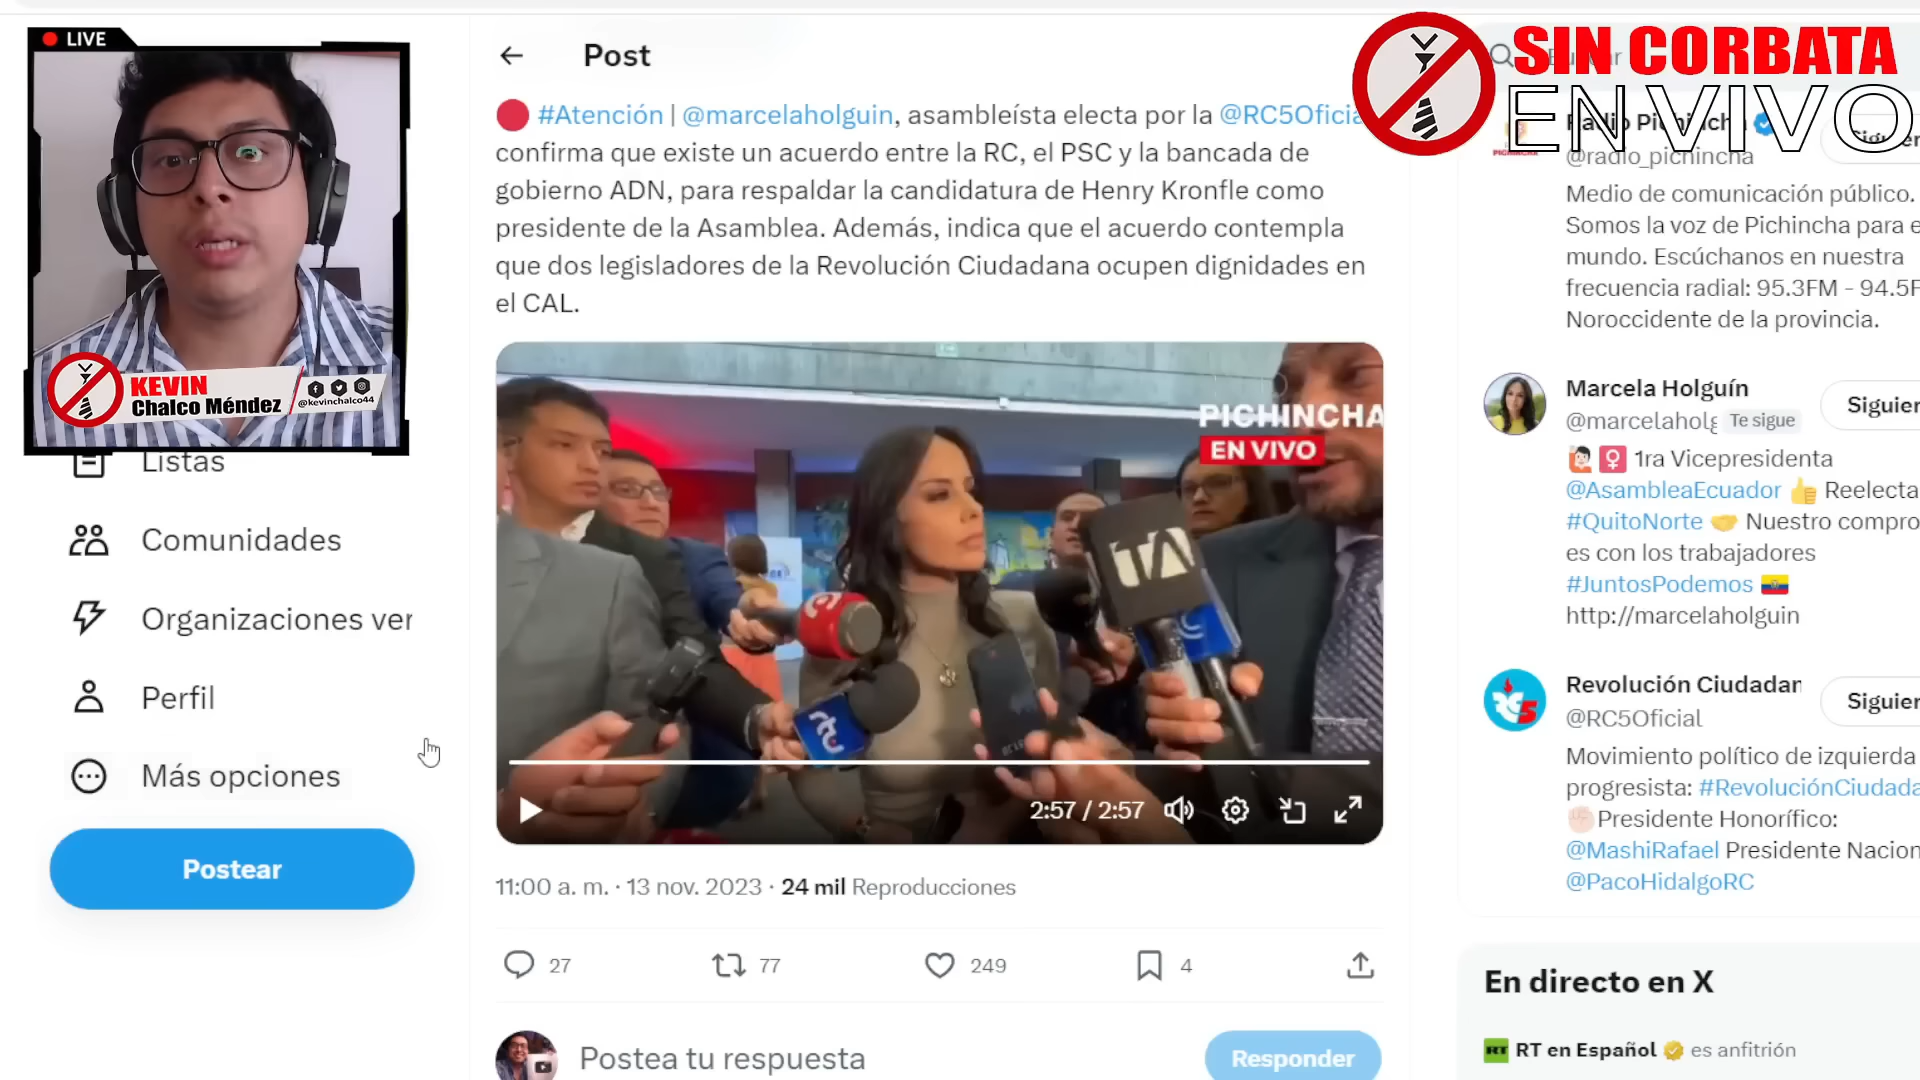 LIVE
KEVIN
Chalco Méndez
@kevinchalco44
Listas
Comunidades
Organizaciones ver
Perfil
Más opciones
Postear
Post
#Atención | @marcelaholguin, asambleísta electa por la @RC5Oficia
confirma que existe un acuerdo entre la RC, el PSC y la bancada de
gobierno ADN, para respaldar la candidatura de Henry Kronfle como
presidente de la Asamblea. Además, indica que el acuerdo contempla
que dos legisladores de la Revolución Ciudadana ocupen dignidades en
el CAL.
PICHINCHA
EN VIVO
rtc
2:57 / 2:57
11:00 a. m. · 13 nov. 2023 · 24 mil Reproducciones
27
77
249
4
Postea tu respuesta
Responder
SIN CORBATA
EN VIVO
Radio Pichincha
@radio_pichincha
Medio de comunicación público.
Somos la voz de Pichincha para e
mundo. Escúchanos en nuestra
frecuencia radial: 95.3FM - 94.5F
Noroccidente de la provincia.
Marcela Holguín
Siguier
@marcelaholg Te sigue
1ra Vicepresidenta
@AsambleaEcuador Reelecta
#QuitoNorte Nuestro compro
es con los trabajadores
#JuntosPodemos
http://marcelaholguin
Revolución Ciudadan
Siguier
@RC5Oficial
Movimiento político de izquierda
progresista: #RevoluciónCiudada
Presidente Honorífico:
@MashiRafael Presidente Nacion
@PacoHidalgoRC
En directo en X
RT RT en Español es anfitrión